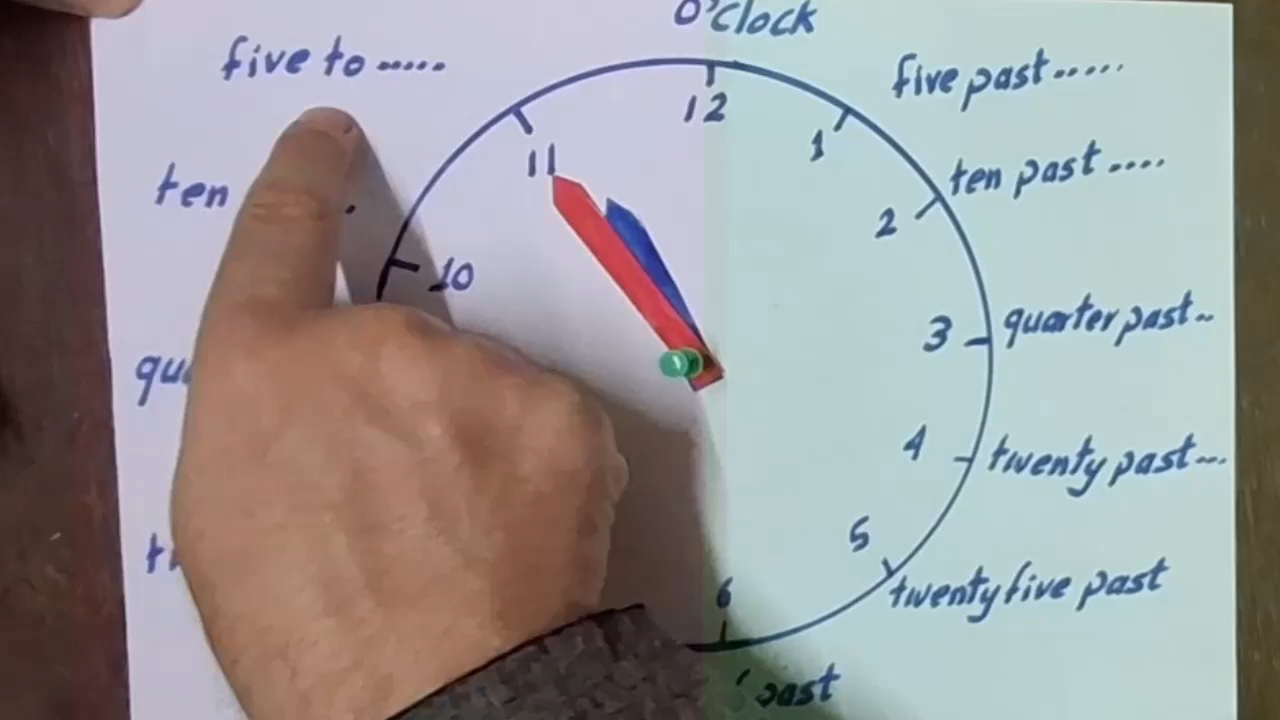 O'clock
five to .....
five past .....
12
11
1
ten
ten past ....
2
10
3
quarter past ..
4
twenty past ...
5
twenty five past
6
past